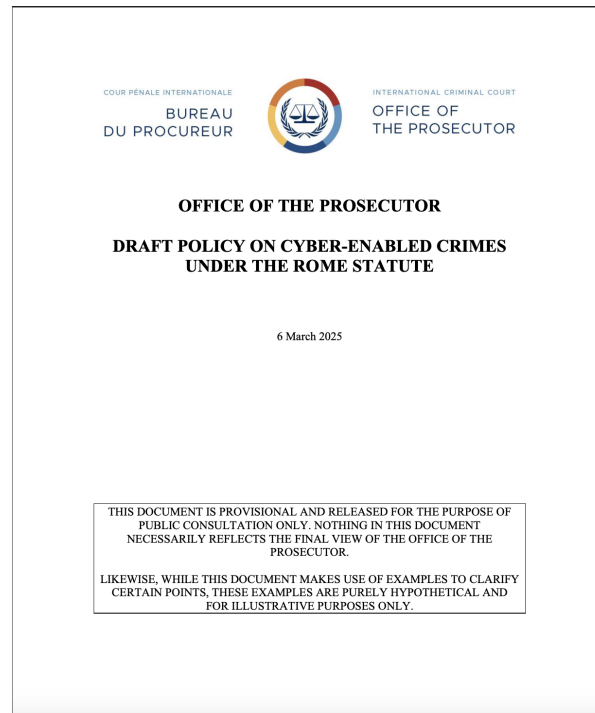 COUR PÉNALE INTERNATIONALE
BUREAU
DU PROCUREUR
INTERNATIONAL CRIMINAL COURT
OFFICE OF
THE PROSECUTOR
OFFICE OF THE PROSECUTOR
DRAFT POLICY ON CYBER-ENABLED CRIMES
UNDER THE ROME STATUTE
6 March 2025
THIS DOCUMENT IS PROVISIONAL AND RELEASED FOR THE PURPOSE OF
PUBLIC CONSULTATION ONLY. NOTHING IN THIS DOCUMENT
NECESSARILY REFLECTS THE FINAL VIEW OF THE OFFICE OF THE
PROSECUTOR.
LIKEWISE, WHILE THIS DOCUMENT MAKES USE OF EXAMPLES TO CLARIFY
CERTAIN POINTS, THESE EXAMPLES ARE PURELY HYPOTHETICAL AND
FOR ILLUSTRATIVE PURPOSES ONLY.